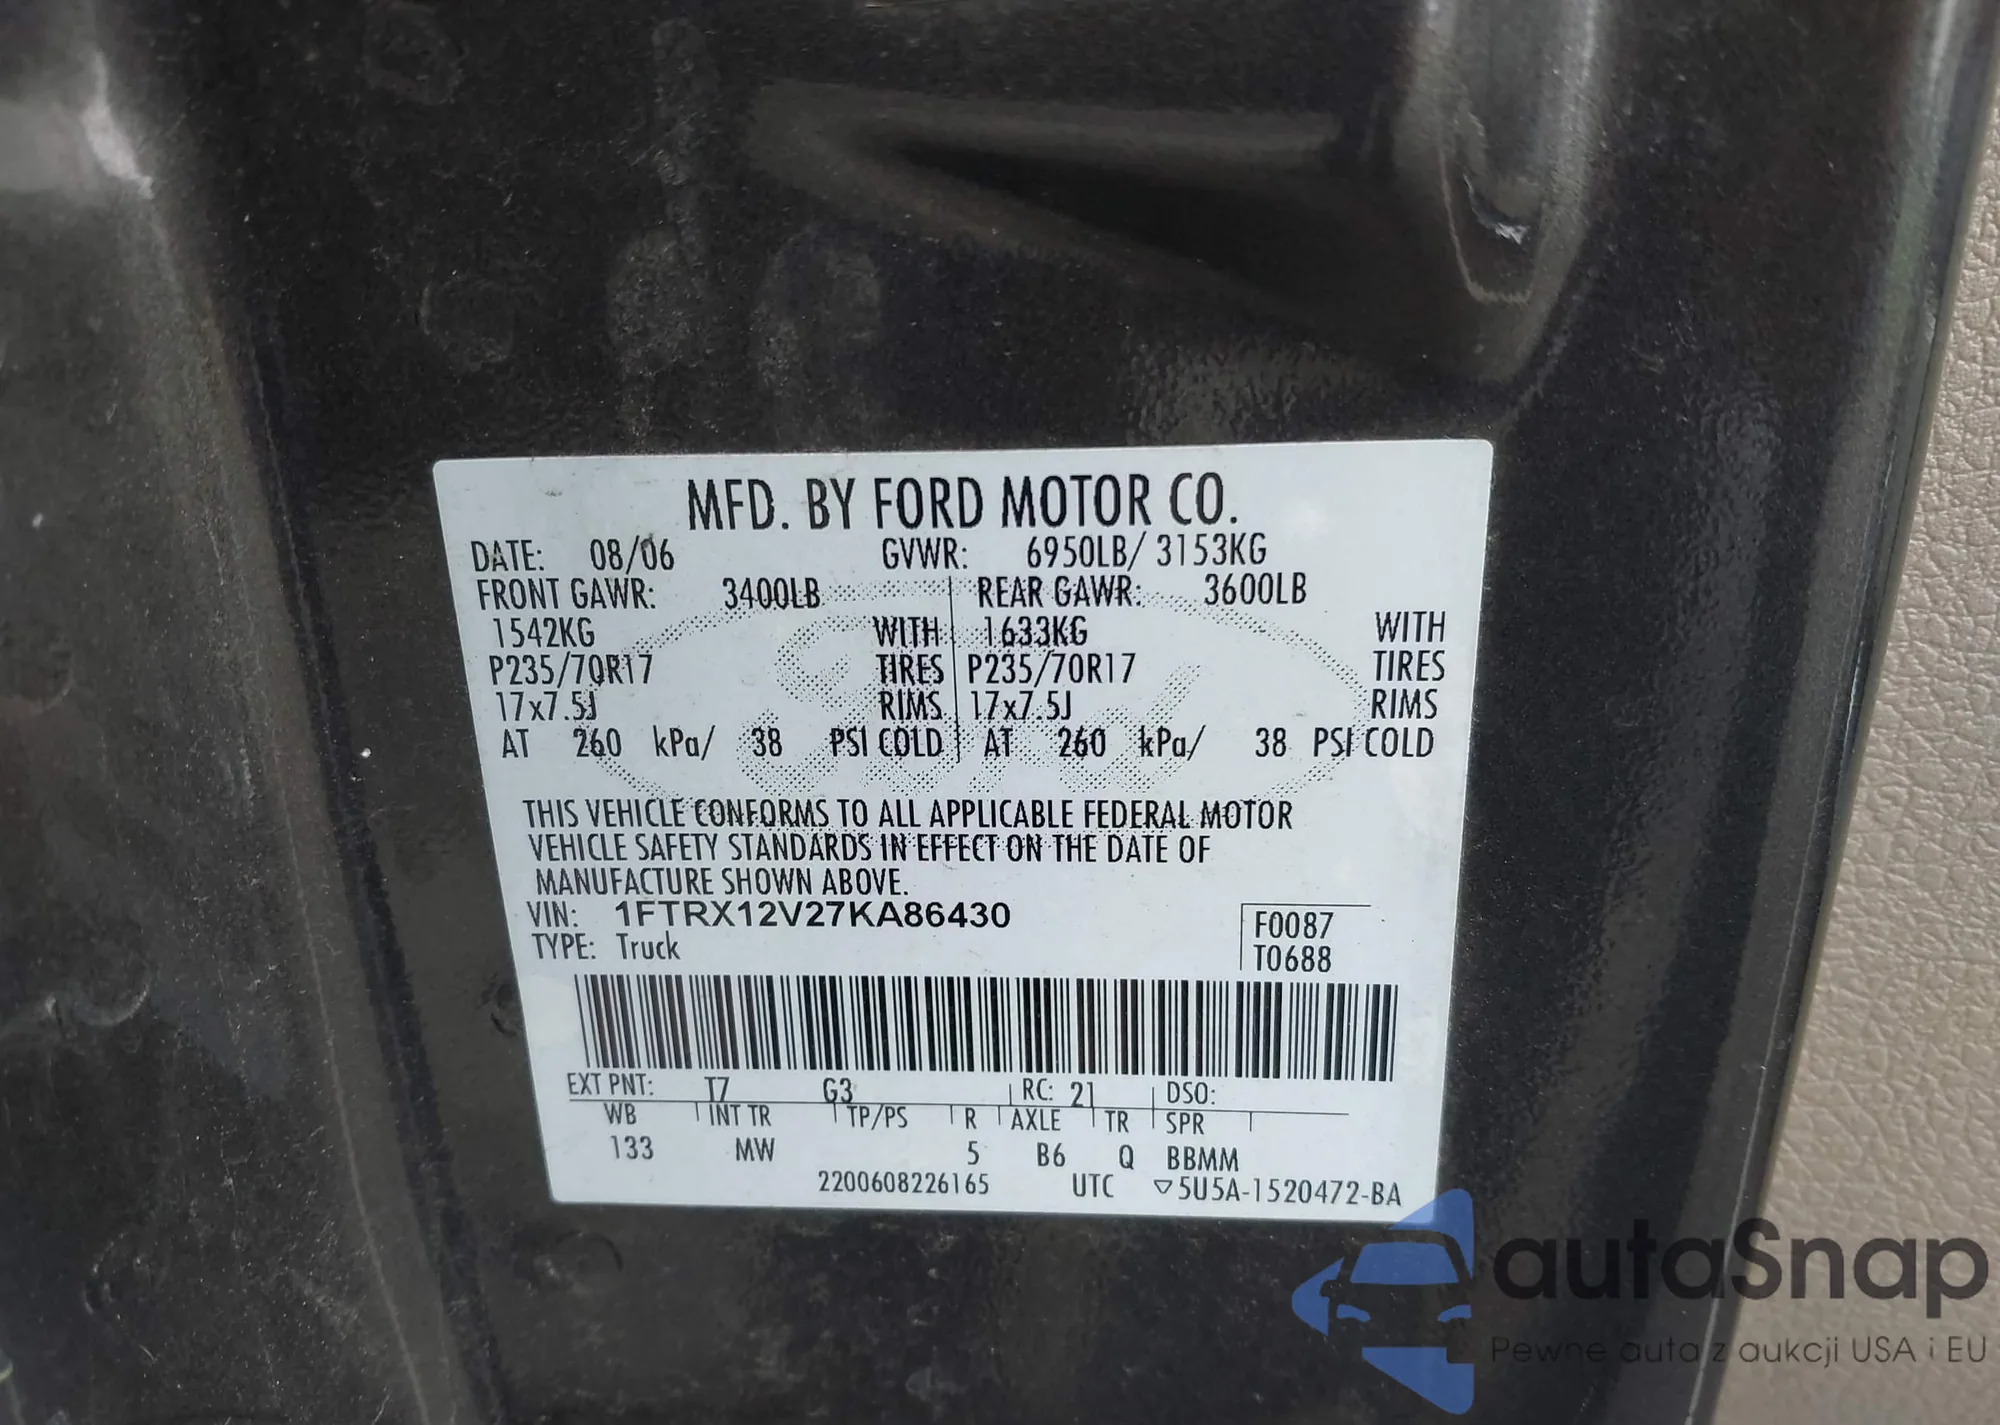 MFD. BY FORD MOTOR CO.
DATE: 08/06 GVWR: 6950LB/ 3153KG
FRONT GAWR: 3400LB REAR GAWR: 3600LB
1542KG WITH 1633KG WITH
P235/70R17 TIRES P235/70R17 TIRES
17x7.5J RIMS 17x7.5J RIMS
AT 260 kPa/ 38 PSI COLD AT 260 kPa/ 38 PSI COLD
THIS VEHICLE CONFORMS TO ALL APPLICABLE FEDERAL MOTOR
VEHICLE SAFETY STANDARDS IN EFFECT ON THE DATE OF
MANUFACTURE SHOWN ABOVE.
VIN: 1FTRX12V27KA86430 F0087
TYPE: Truck T0688
EXT PNT: T7 G3 RC: 21 DSO:
WB INT TR TP/PS R AXLE TR SPR
133 MW 5 B6 Q BBMM
2200608226165 UTC ▽5U5A-1520472-BA
autaSnap
Pewne auta z aukcji USA i EU